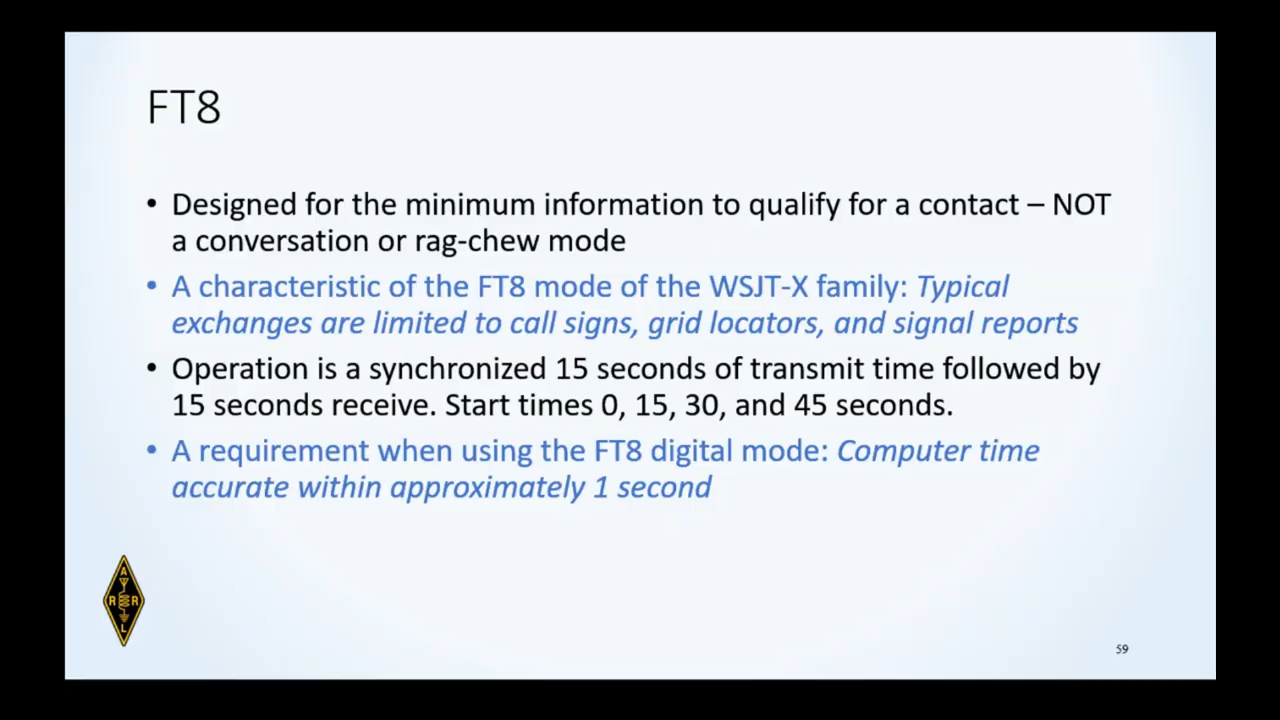 FT8
• Designed for the minimum information to qualify for a contact – NOT
a conversation or rag-chew mode
• A characteristic of the FT8 mode of the WSJT-X family: Typical
exchanges are limited to call signs, grid locators, and signal reports
• Operation is a synchronized 15 seconds of transmit time followed by
15 seconds receive. Start times 0, 15, 30, and 45 seconds.
• A requirement when using the FT8 digital mode: Computer time
accurate within approximately 1 second
A
R R
L
59